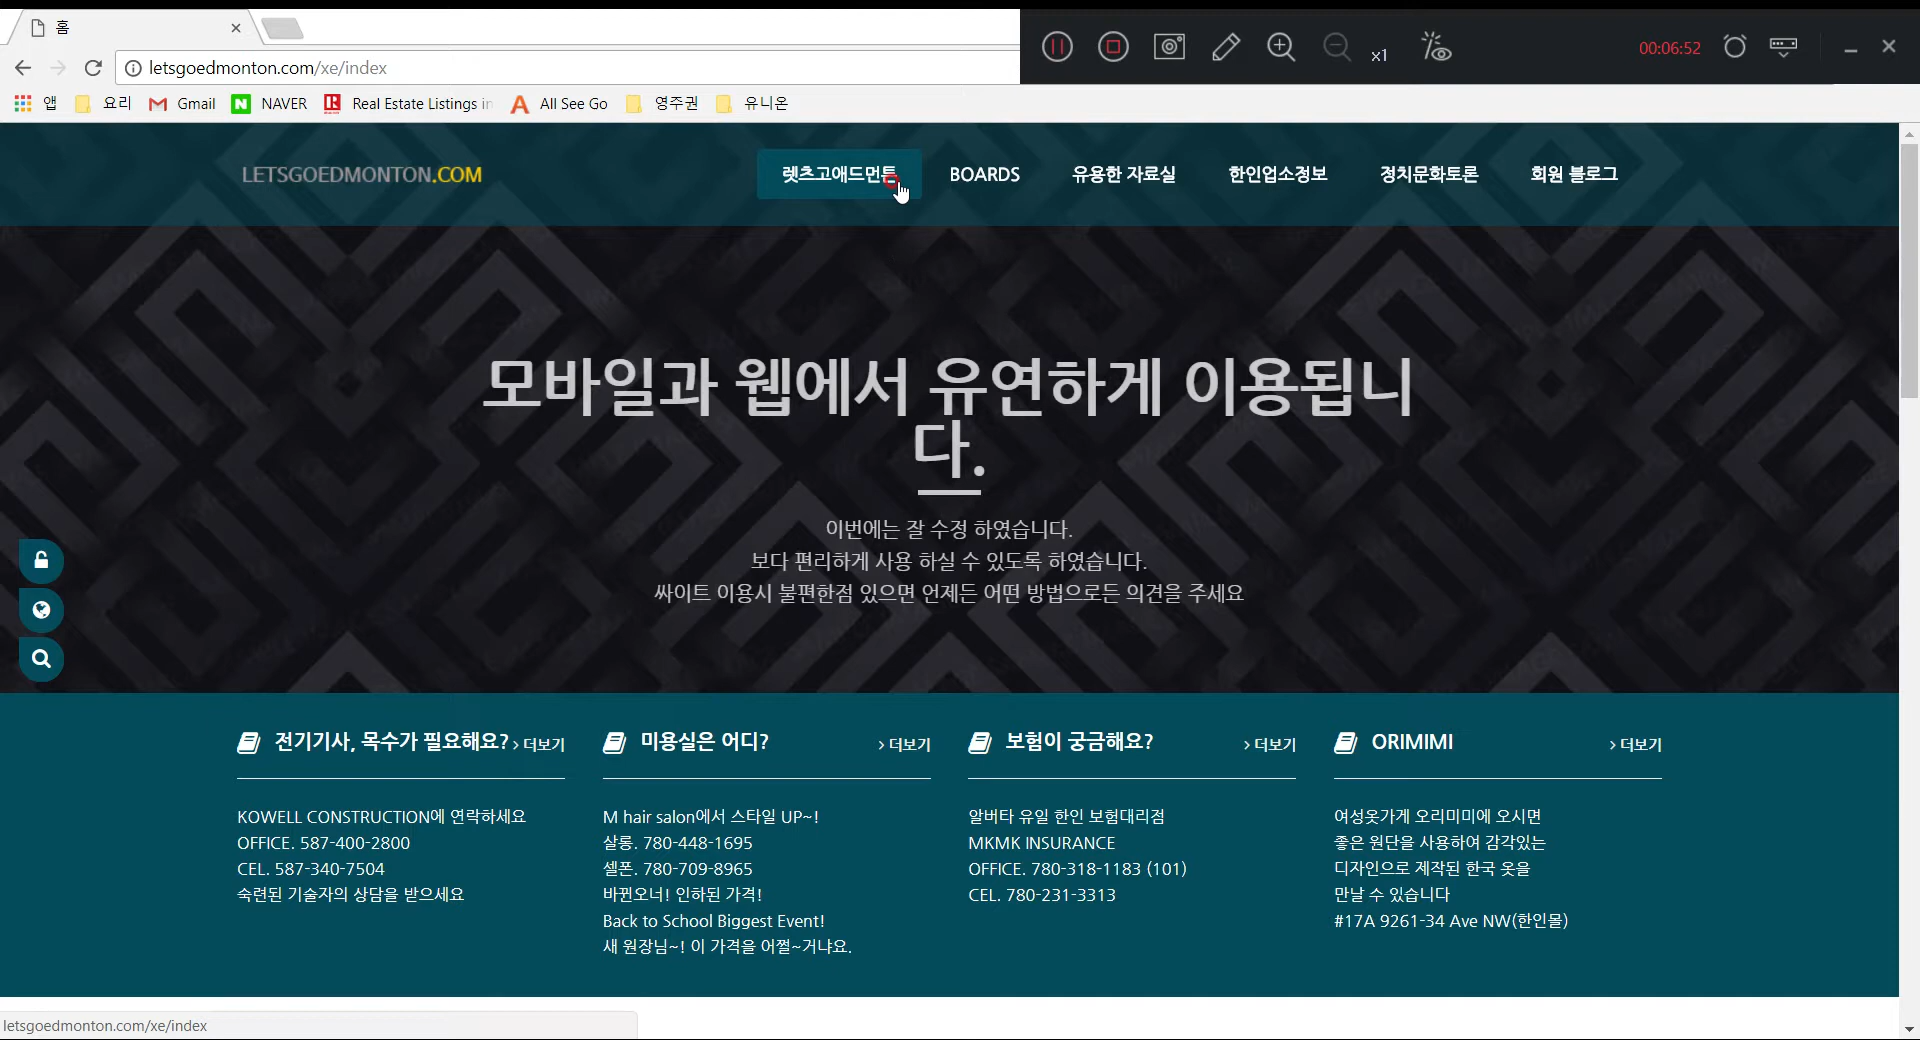 홈
x1
00:06:52
letsgoedmonton.com/xe/index
앱 요리 Gmail NAVER Real Estate Listings in All See Go 영주권 유니온
LETSGOEDMONTON.COM
렛츠고애드먼튼 BOARDS 유용한 자료실 한인업소정보 정치문화토론 회원 블로그
모바일과 웹에서 유연하게 이용됩니
다.
이번에는 잘 수정 하였습니다.
보다 편리하게 사용 하실 수 있도록 하였습니다.
싸이트 이용시 불편한점 있으면 언제든 어떤 방법으로든 의견을 주세요
전기기사, 목수가 필요해요? > 더보기
KOWELL CONSTRUCTION에 연락하세요
OFFICE. 587-400-2800
CEL. 587-340-7504
숙련된 기술자의 상담을 받으세요
미용실은 어디? > 더보기
M hair salon에서 스타일 UP~!
살롱. 780-448-1695
셀폰. 780-709-8965
바뀐오너! 인하된 가격!
Back to School Biggest Event!
새 원장님~! 이 가격을 어쩔~거냐요.
보험이 궁금해요? > 더보기
알버타 유일 한인 보험대리점
MKMK INSURANCE
OFFICE. 780-318-1183 (101)
CEL. 780-231-3313
ORIMIMI > 더보기
여성옷가게 오리미미에 오시면
좋은 원단을 사용하여 감각있는
디자인으로 제작된 한국 옷을
만날 수 있습니다
#17A 9261-34 Ave NW(한인몰)
letsgoedmonton.com/xe/index